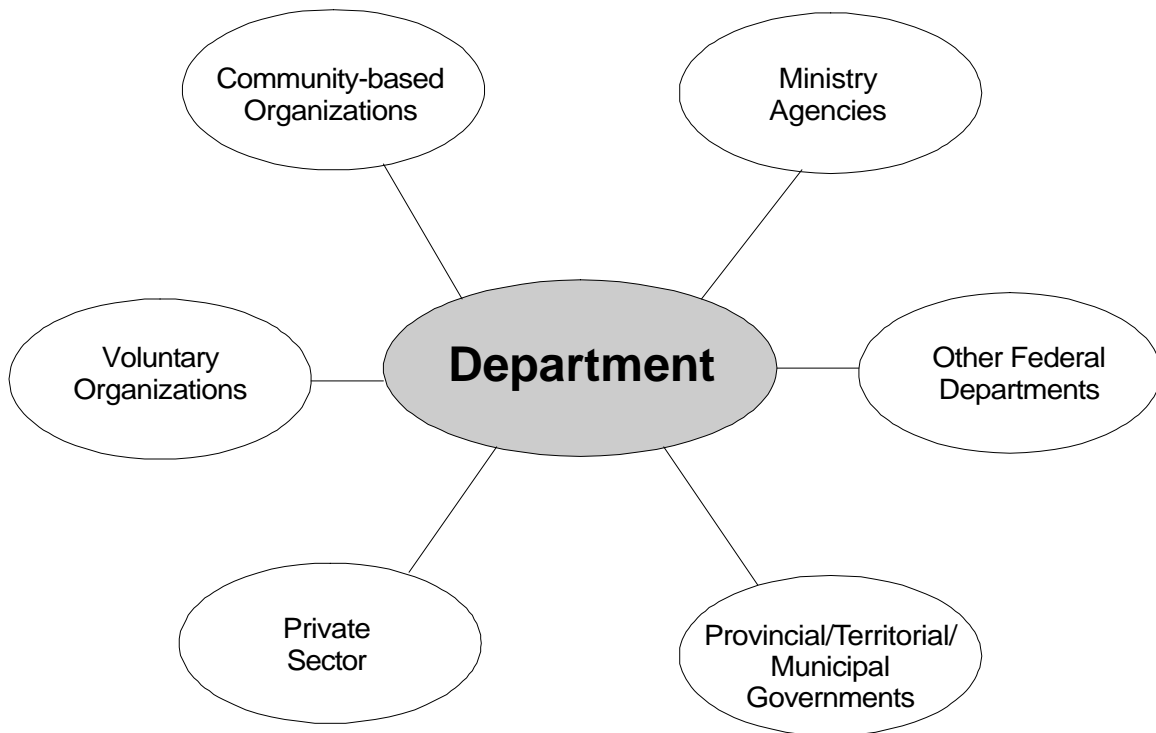 Community-based
Organizations
Ministry
Agencies
Voluntary
Organizations
Department
Other Federal
Departments
Private
Sector
Provincial/Territorial/
Municipal
Governments